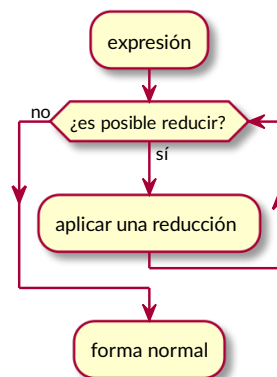 expresión
no
¿es posible reducir?
sí
aplicar una reducción
forma normal